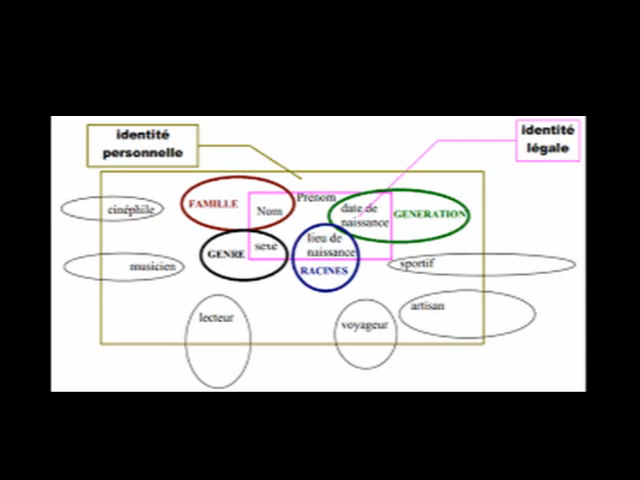 identité
personnelle
identité
légale
cinéphile
FAMILLE
Nom
Prénom
date de
naissance
GENERATION
musicien
GENRE
sexe
lieu de
naissance
RACINES
sportif
lecteur
voyageur
artisan